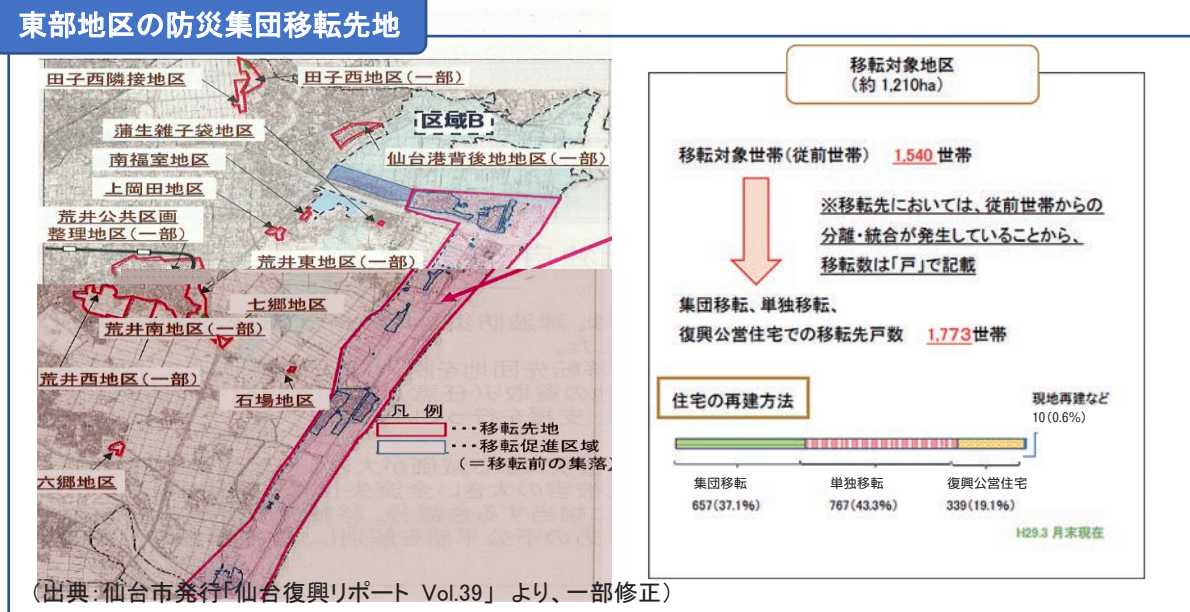 東部地区の防災集団移転先地
田子西隣接地区
田子西地区(一部)
蒲生雑子袋地区
区域B
仙台港背後地地区(一部)
南福室地区
上岡田地区
荒井公共区画
整理地区(一部)
荒井東地区(一部)
七郷地区
荒井南地区(一部)
荒井西地区(一部)
石場地区
六郷地区
凡 例
・・・移転先地
・・・移転促進区域
(=移転前の集落)
(出典:仙台市発行「仙台復興リポート Vol.39」 より、一部修正)
移転対象地区
(約 1,210ha)
移転対象世帯(従前世帯) 1,540 世帯
※移転先においては、従前世帯からの
分離・統合が発生していることから、
移転数は「戸」で記載
集団移転、単独移転、
復興公営住宅での移転先戸数 1,773世帯
住宅の再建方法
現地再建など
10(0.6%)
集団移転 単独移転 復興公営住宅
657(37.1%) 767(43.3%) 339(19.1%)
H29.3 月末現在